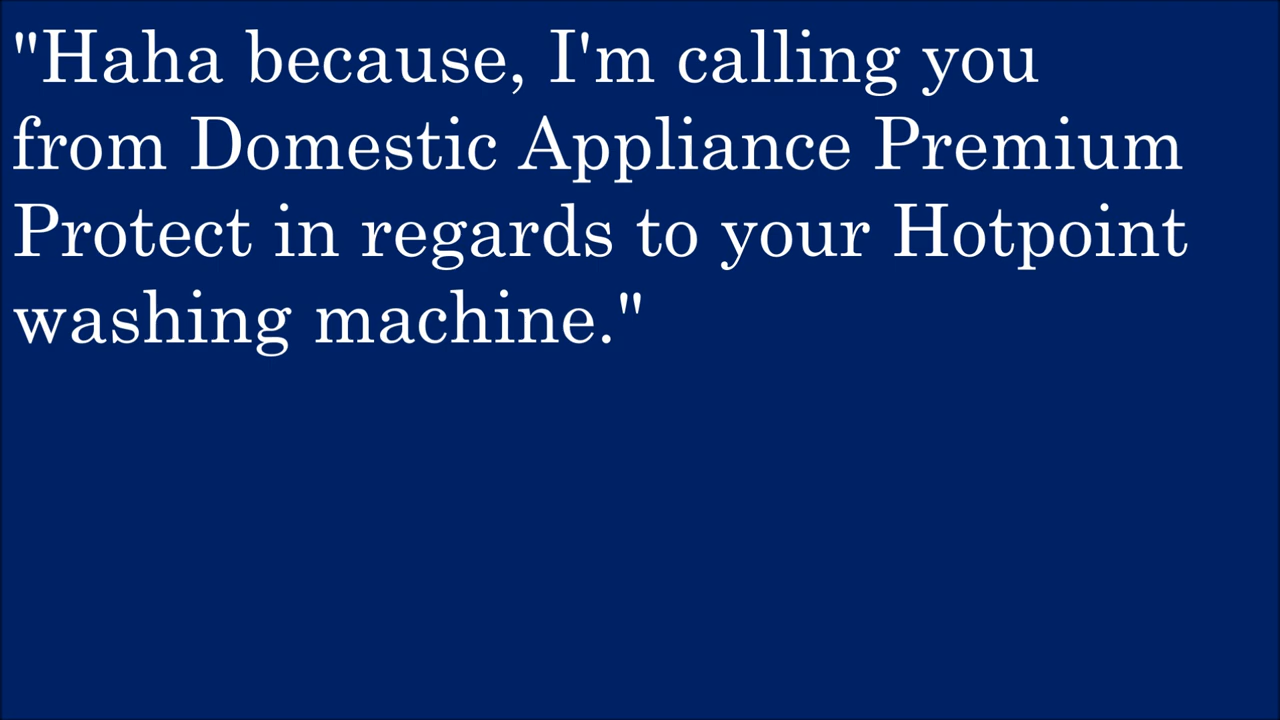 "Haha because, I'm calling you
from Domestic Appliance Premium
Protect in regards to your Hotpoint
washing machine."